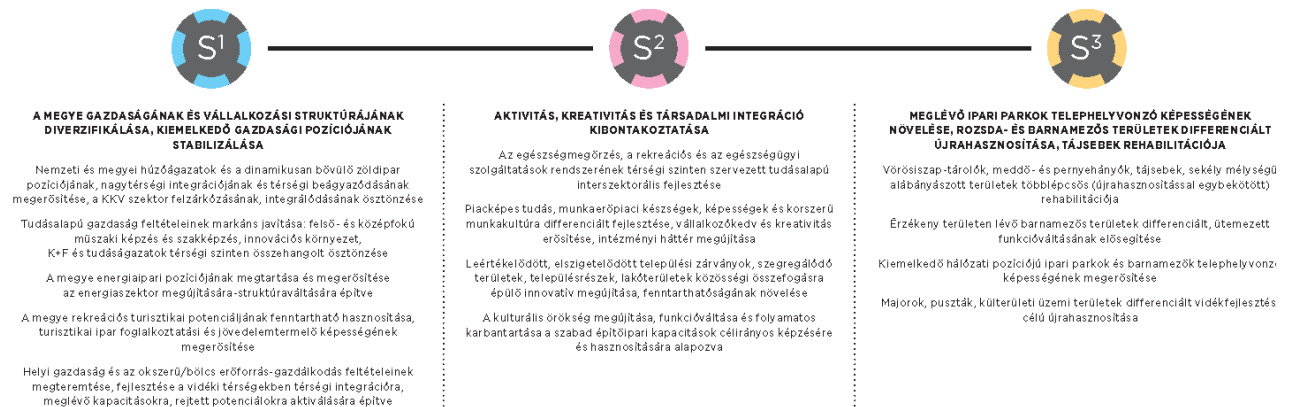 S1
S2
S3
A MEGYE GAZDASÁGÁNAK ÉS VÁLLALKOZÁSI STRUKTÚRÁJÁNAK
DIVERZIFIKÁLÁSA, KIEMELKEDŐ GAZDASÁGI POZÍCIÓJÁNAK
STABILIZÁLÁSA
Nemzeti és megyei húzóágazatok és a dinamikusan bővülő zöldipar
pozíciójának, nagytérségi integrációjának és térségi beágyazódásának
megerősítése, a KKV szektor felzárkózásának, integrálódásának ösztönzése
Tudásalapú gazdaság feltételeinek markáns javítása: felső- és középfokú
műszaki képzés és szakképzés, innovációs környezet,
K+F és tudáságazatok térségi szinten összehangolt ösztönzése
A megye energiaipari pozíciójának megtartása és megerősítése
az energiaszektor megújítására-struktúraváltására építve
A megye rekreációs turisztikai potenciáljának fenntartható hasznosítása,
turisztikai ipar foglalkoztatási és jövedelemtermelő képességének
megerősítése
Helyi gazdaság és az okszerű/bölcs erőforrás-gazdálkodás feltételeinek
megteremtése, fejlesztése a vidéki térségekben térségi integrációra,
meglévő kapacitásokra, rejtett potenciálokra aktiválására építve
AKTIVITÁS, KREATIVITÁS ÉS TÁRSADALMI INTEGRÁCIÓ
KIBONTAKOZTATÁSA
Az egészségmegőrzés, a rekreációs és az egészségügyi
szolgáltatások rendszerének térségi szinten szervezett tudásalapú
interszektorális fejlesztése
Piacképes tudás, munkaerőpiaci készségek, képességek és korszerű
munkakultúra differenciált fejlesztése, vállalkozókedv és kreativitás
erősítése, intézményi háttér megújítása
Leértékelődött, elszigetelődött települési zárványok, szegregálódó
területek, településrészek, lakóterületek közösségi összefogásra
épülő innovatív megújítása, fenntarthatóságának növelése
A kulturális örökség megújítása, funkcióváltása és folyamatos
karbantartása a szabad építőipari kapacitások célirányos képzésére
és hasznosítására alapozva
MEGLÉVŐ IPARI PARKOK TELEPHELYVONZÓ KÉPESSÉGÉNEK
NÖVELÉSE, ROZSDA- ÉS BARNAMEZŐS TERÜLETEK DIFFERENCIÁLT
ÚJRAHASZNOSÍTÁSA, TÁJSEBEK REHABILITÁCIÓJA
Vörösiszap-tárolók, meddő- és pernyehányók, tájsebek, sekély mélységű
alábányászott területek többlépcsős (újrahasznosítással egybekötött)
rehabilitációja
Érzékeny területen lévő barnamezős területek differenciált, ütemezett
funkcióváltásának elősegítése
Kiemelkedő hálózati pozíciójú ipari parkok és barnamezők telephelyvonz
képességének megerősítése
Majorok, puszták, külterületi üzemi területek differenciált vidékfejlesztés
célú újrahasznosítása